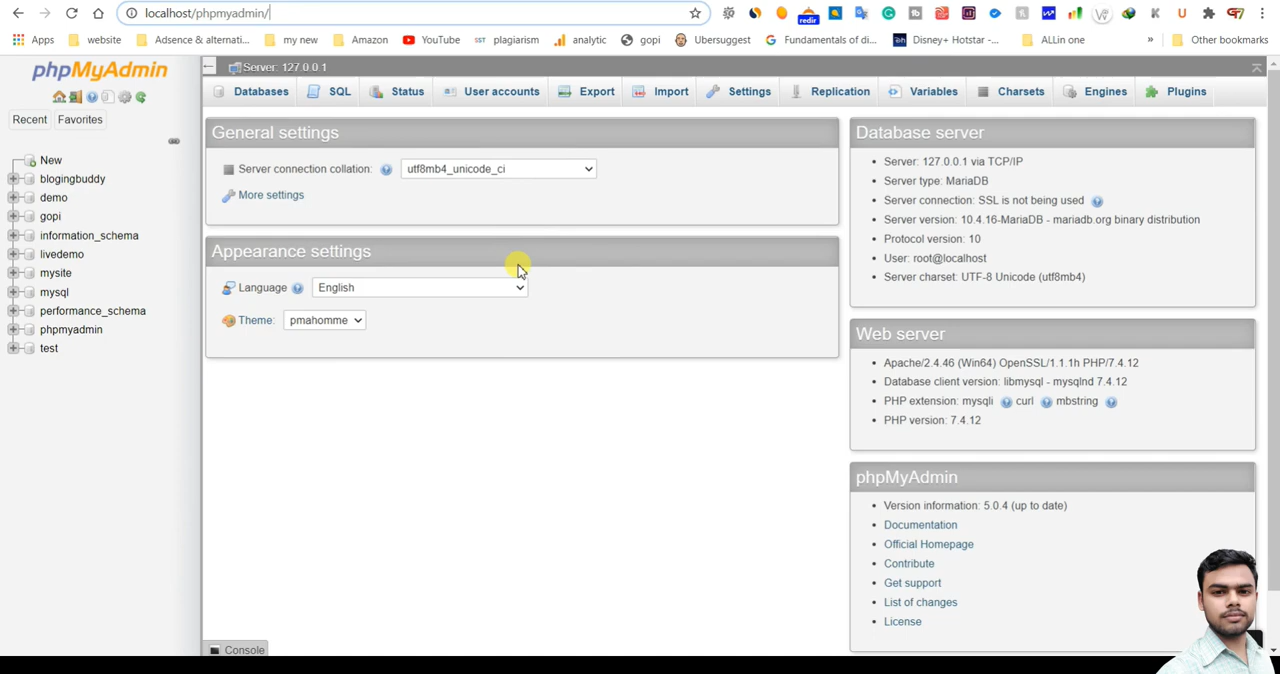 localhost/phpmyadmin/
redir
Apps website Adsence & alternati... my new Amazon YouTube SST plagiarism analytic gopi Ubersuggest Fundamentals of di... Disney+ Hotstar -... ALLin one » Other bookmarks
phpMyAdmin
Recent Favorites
New
blogingbuddy
demo
gopi
information_schema
livedemo
mysite
mysql
performance_schema
phpmyadmin
test
Server: 127.0.0.1
Databases SQL Status User accounts Export Import Settings Replication Variables Charsets Engines Plugins
General settings
Server connection collation: utf8mb4_unicode_ci
More settings
Appearance settings
Language English
Theme: pmahomme
Database server
• Server: 127.0.0.1 via TCP/IP
• Server type: MariaDB
• Server connection: SSL is not being used
• Server version: 10.4.16-MariaDB - mariadb.org binary distribution
• Protocol version: 10
• User: root@localhost
• Server charset: UTF-8 Unicode (utf8mb4)
Web server
• Apache/2.4.46 (Win64) OpenSSL/1.1.1h PHP/7.4.12
• Database client version: libmysql - mysqlnd 7.4.12
• PHP extension: mysqli curl mbstring
• PHP version: 7.4.12
phpMyAdmin
• Version information: 5.0.4 (up to date)
• Documentation
• Official Homepage
• Contribute
• Get support
• List of changes
• License
Console